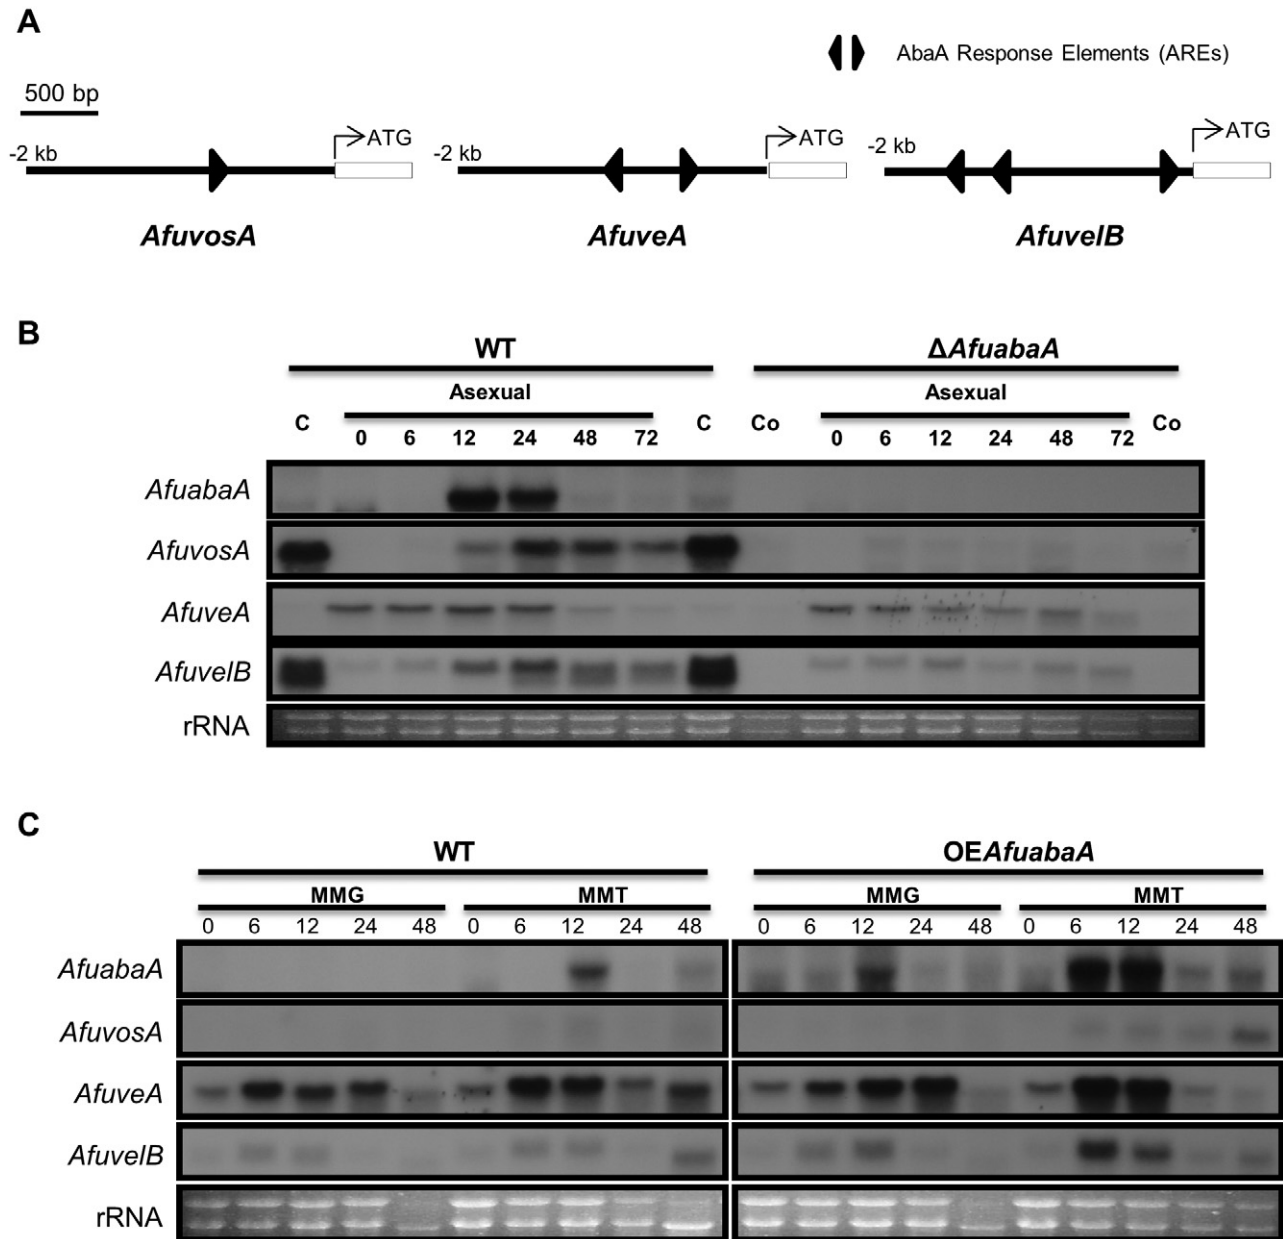 A
AbaA Response Elements (AREs)
500 bp
-2 kb ATG -2 kb ATG -2 kb ATG
AfuvosA AfuveA AfuvelB
B
WT ΔAfuabaA
Asexual Asexual
C 0 6 12 24 48 72 C Co 0 6 12 24 48 72 Co
AfuabaA
AfuvosA
AfuveA
AfuvelB
rRNA
C
WT OEAfuabaA
MMG MMT MMG MMT
0 6 12 24 48 0 6 12 24 48 0 6 12 24 48 0 6 12 24 48
AfuabaA
AfuvosA
AfuveA
AfuvelB
rRNA